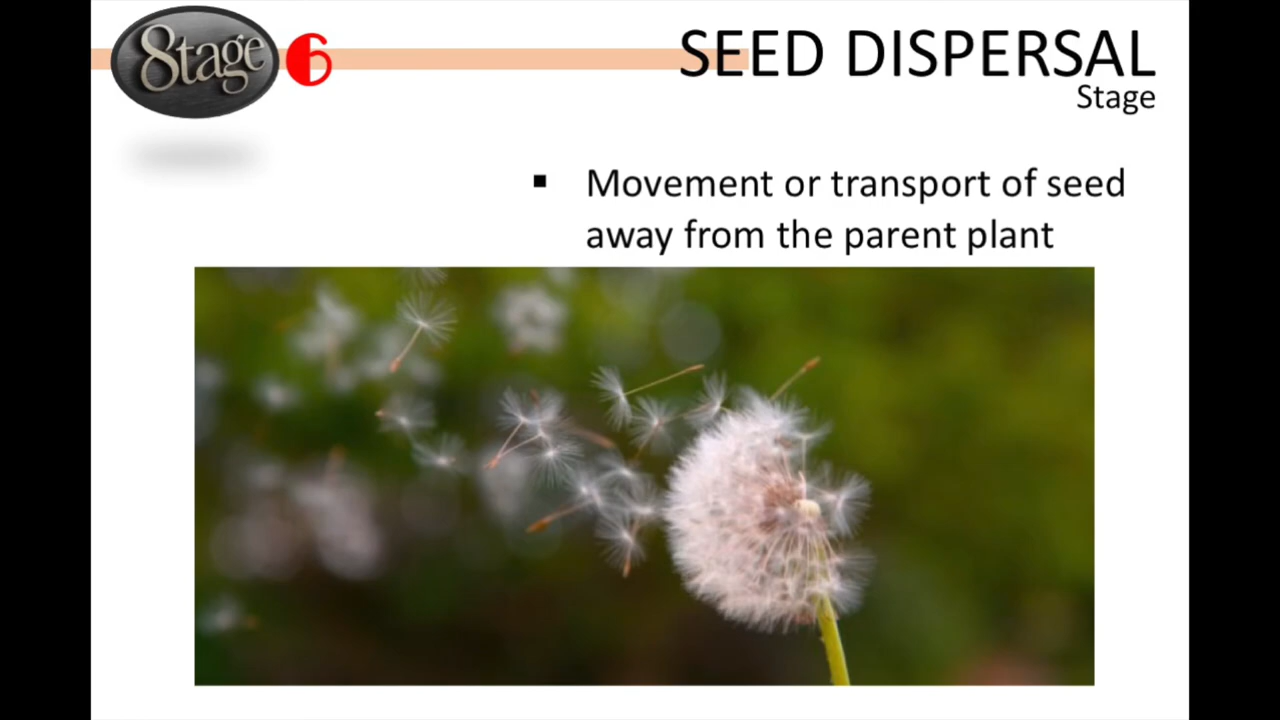 Stage 6
SEED DISPERSAL
Stage
▪ Movement or transport of seed
away from the parent plant